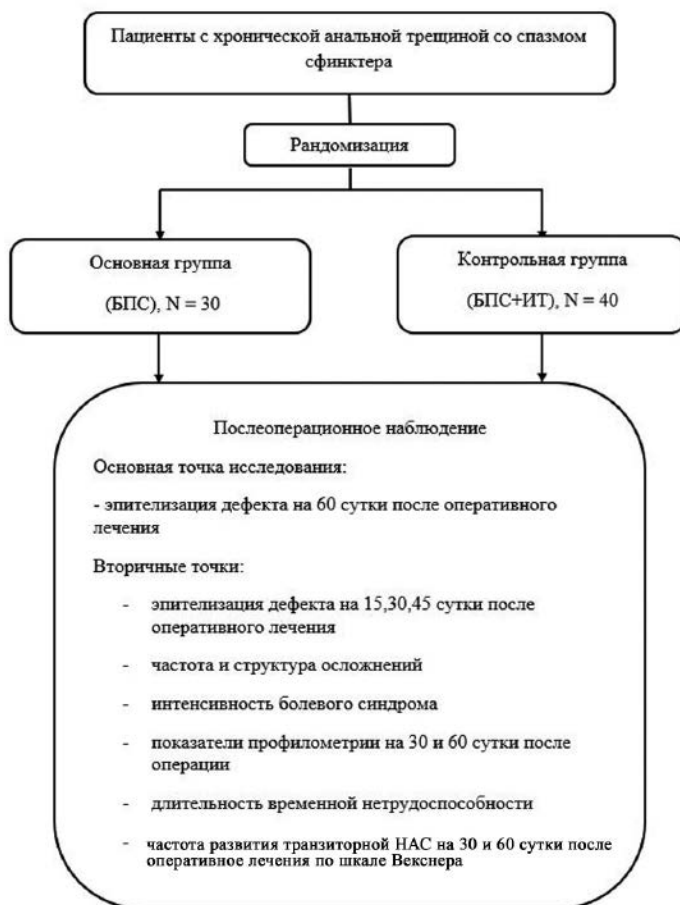 Пациенты с хронической анальной трещиной со спазмом
сфинктера
Рандомизация
Основная группа
(БПС), N = 30
Контрольная группа
(БПС+ИТ), N = 40
Послеоперационное наблюдение
Основная точка исследования:
- эпителизация дефекта на 60 сутки после оперативного
лечения
Вторичные точки:
- эпителизация дефекта на 15,30,45 сутки после
оперативного лечения
- частота и структура осложнений
- интенсивность болевого синдрома
- показатели профилометрии на 30 и 60 сутки после
операции
- длительность временной нетрудоспособности
- частота развития транзиторной НАС на 30 и 60 сутки после
оперативное лечения по шкале Векснера